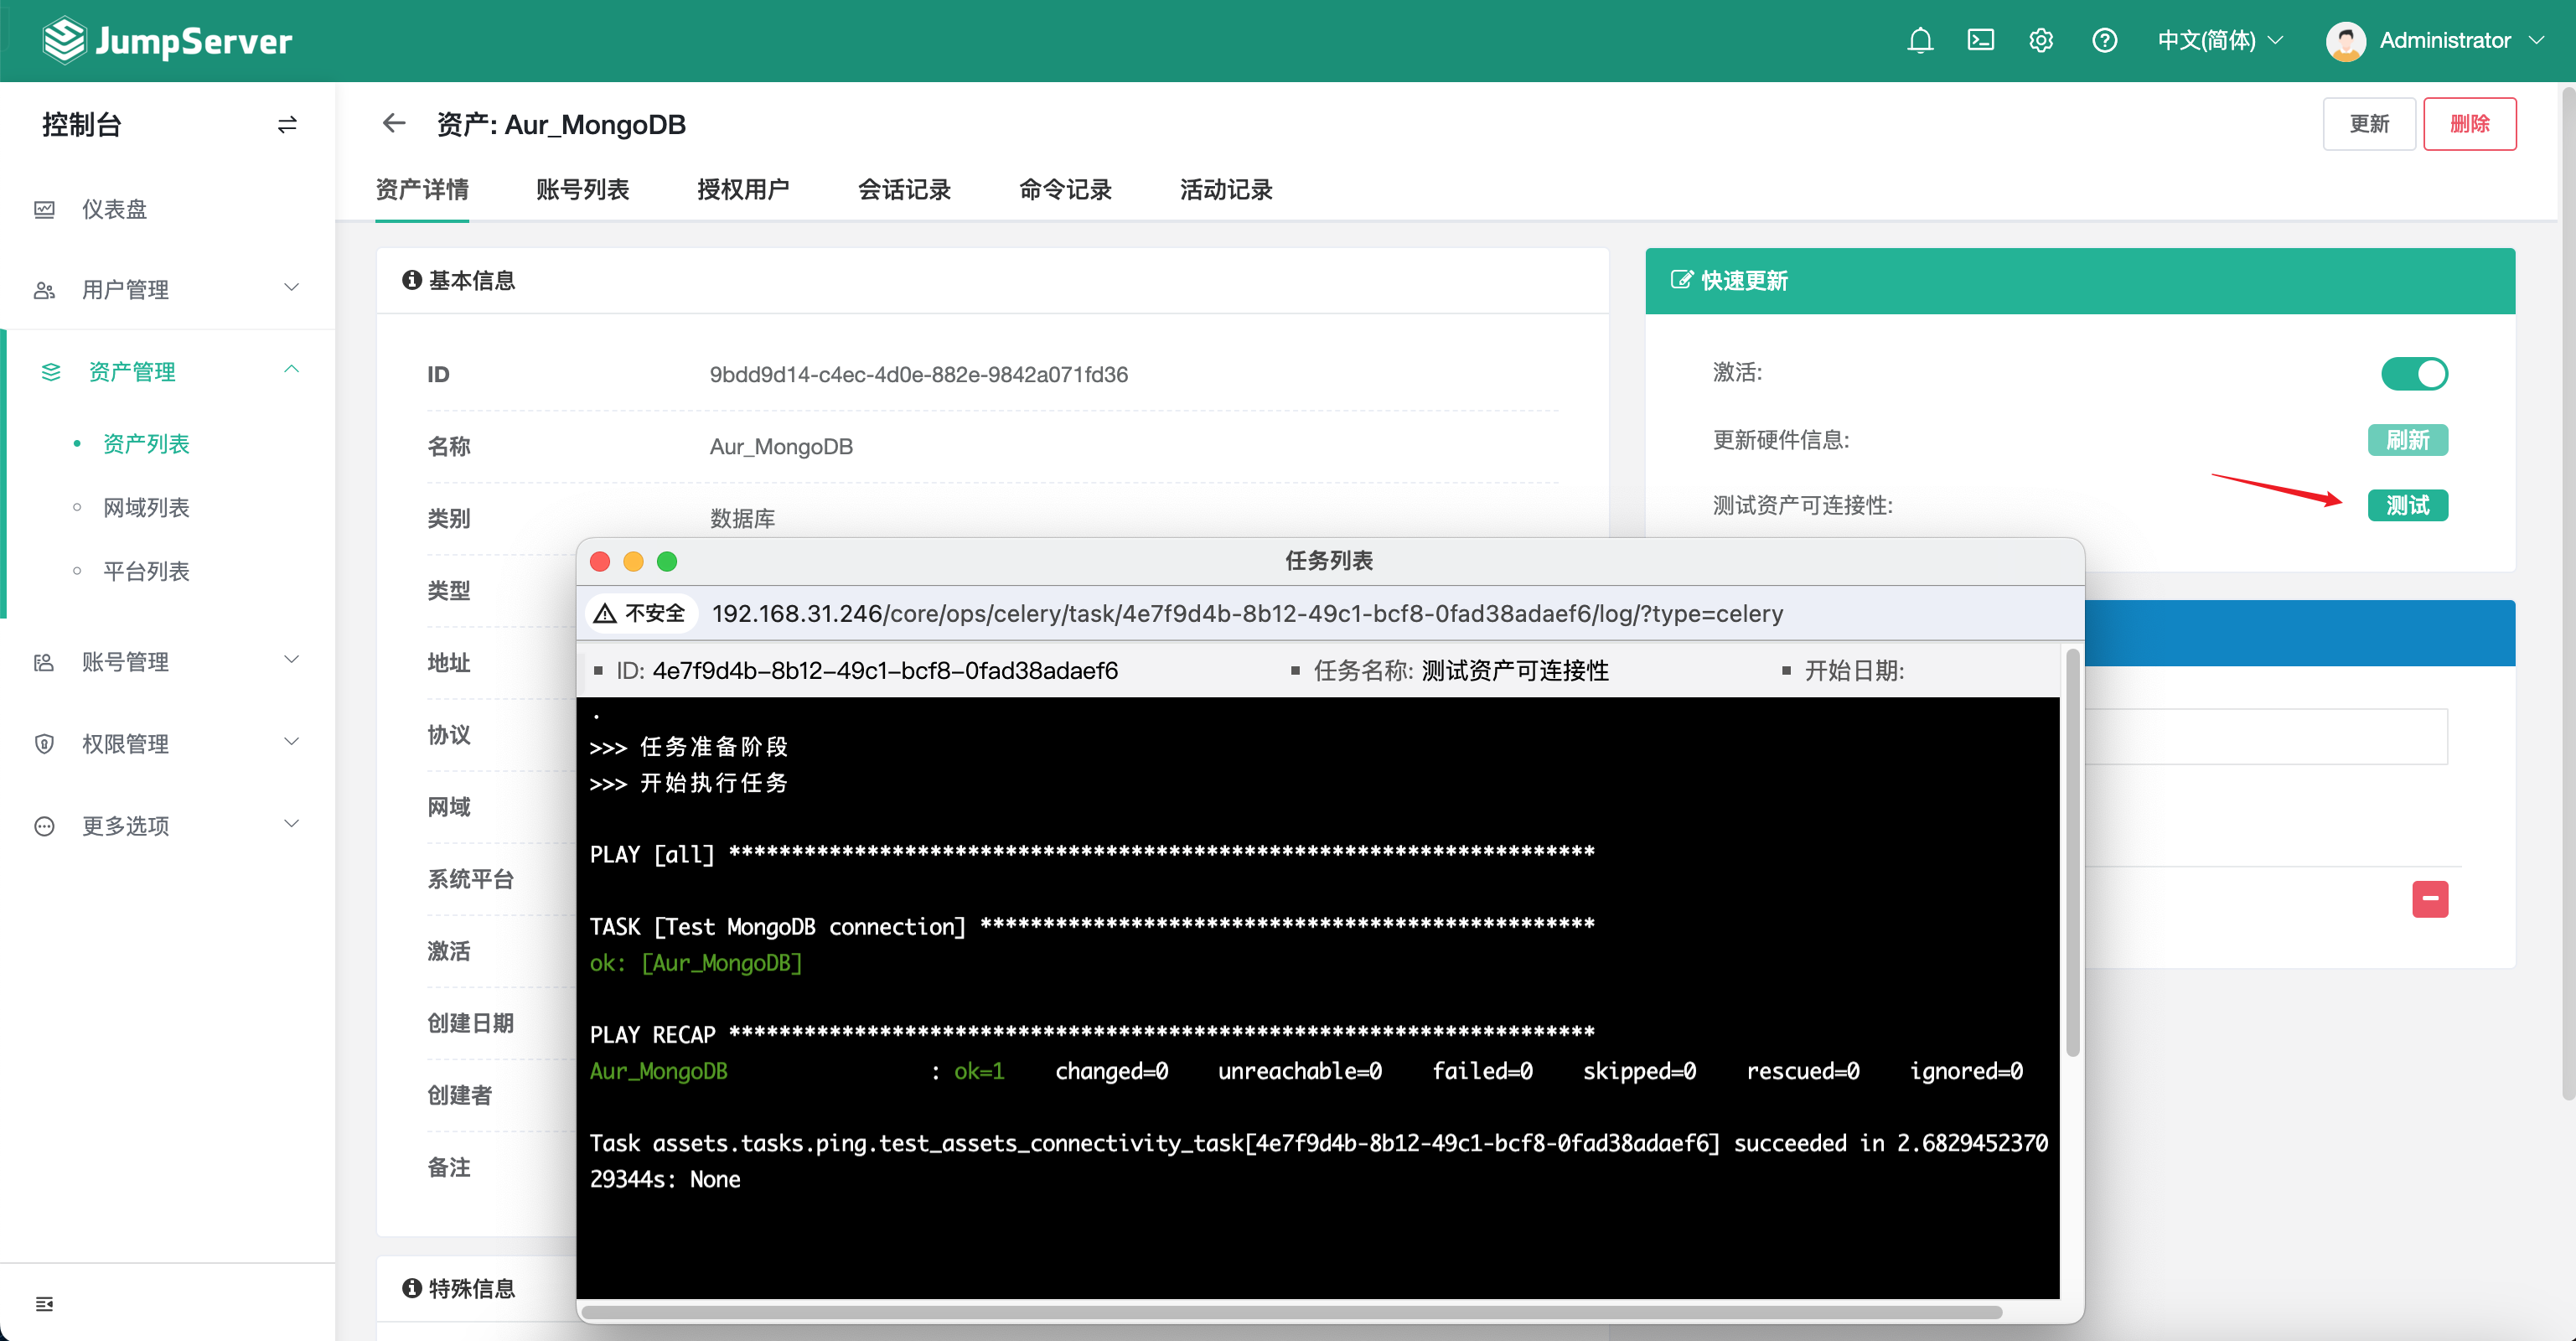 JumpServer
中文(简体)
Administrator
控制台
仪表盘
用户管理
资产管理
资产列表
网域列表
平台列表
账号管理
权限管理
更多选项
资产: Aur_MongoDB
更新
删除
资产详情
账号列表
授权用户
会话记录
命令记录
活动记录
基本信息
ID
9bdd9d14-c4ec-4d0e-882e-9842a071fd36
名称
Aur_MongoDB
类别
数据库
类型
地址
协议
网域
系统平台
激活
创建日期
创建者
备注
特殊信息
快速更新
激活:
更新硬件信息:
刷新
测试资产可连接性:
测试
任务列表
不安全
192.168.31.246/core/ops/celery/task/4e7f9d4b-8b12-49c1-bcf8-0fad38adaef6/log/?type=celery
ID: 4e7f9d4b-8b12-49c1-bcf8-0fad38adaef6
任务名称: 测试资产可连接性
开始日期:
.
>>> 任务准备阶段
>>> 开始执行任务
PLAY [all] *********************************************************************
TASK [Test MongoDB connection] *************************************************
ok: [Aur_MongoDB]
PLAY RECAP *********************************************************************
Aur_MongoDB : ok=1 changed=0 unreachable=0 failed=0 skipped=0 rescued=0 ignored=0
Task assets.tasks.ping.test_assets_connectivity_task[4e7f9d4b-8b12-49c1-bcf8-0fad38adaef6] succeeded in 2.6829452370
29344s: None